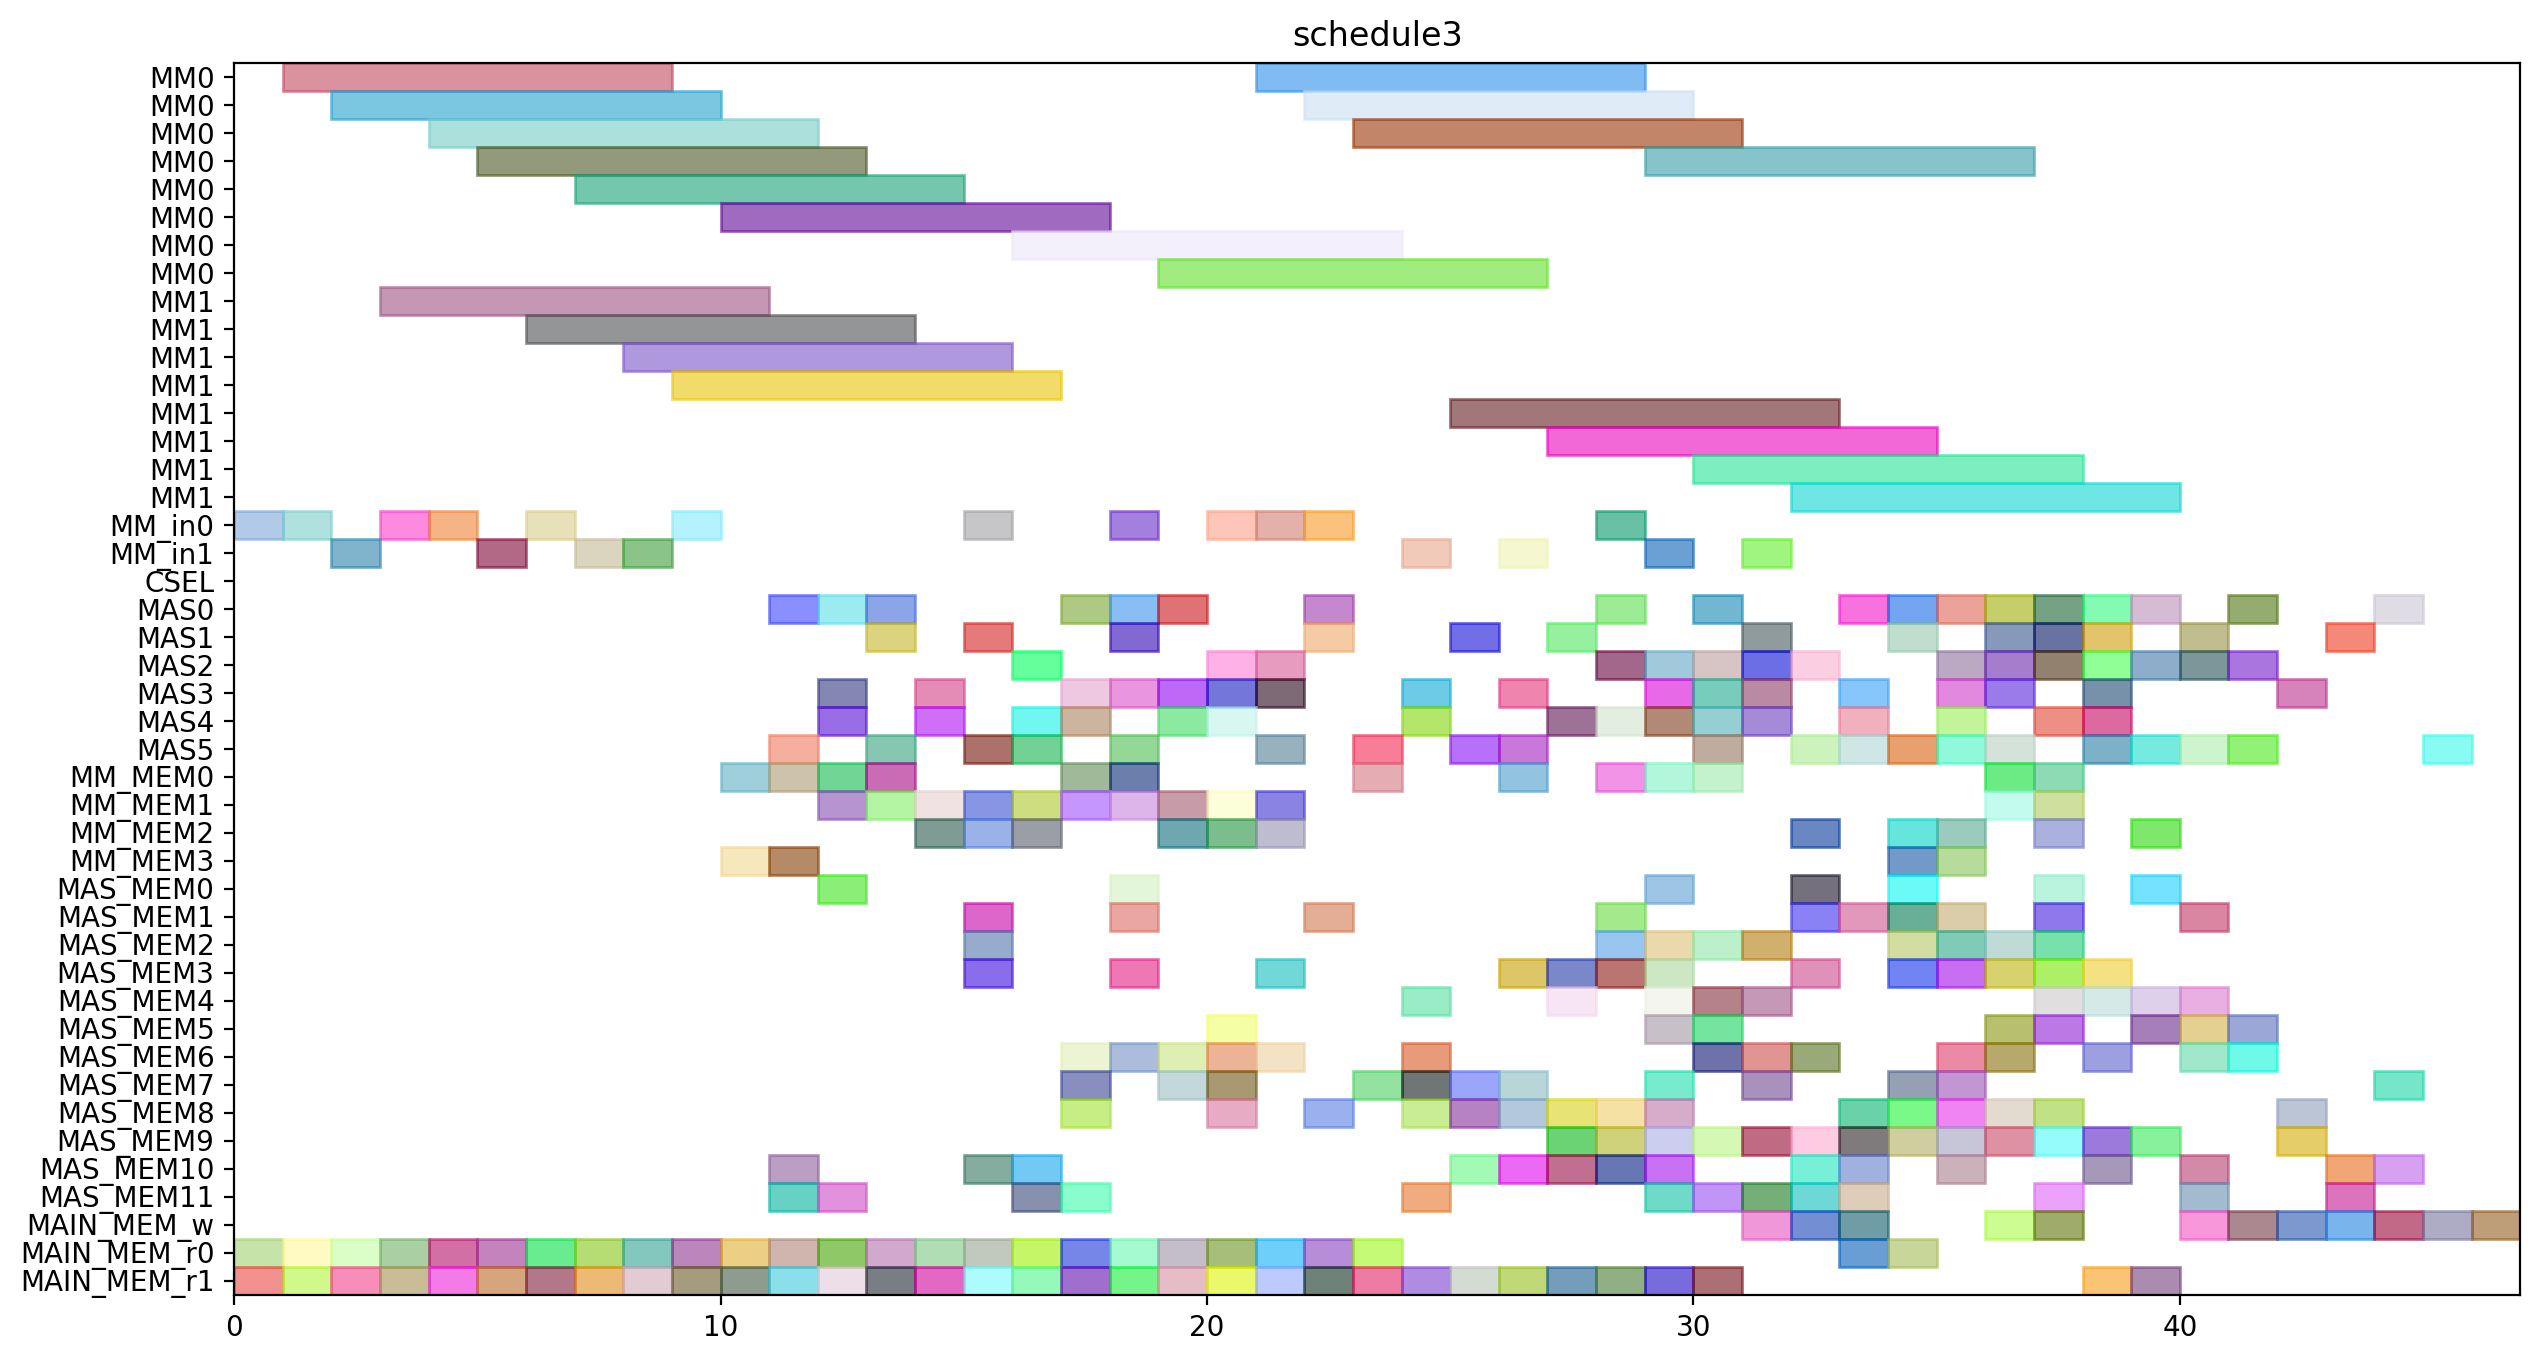 schedule3
MM0
MM0
MM0
MM0
MM0
MM0
MM0
MM0
MM1
MM1
MM1
MM1
MM1
MM1
MM1
MM1
MM_in0
MM_in1
CSEL
MAS0
MAS1
MAS2
MAS3
MAS4
MAS5
MM_MEM0
MM_MEM1
MM_MEM2
MM_MEM3
MAS_MEM0
MAS_MEM1
MAS_MEM2
MAS_MEM3
MAS_MEM4
MAS_MEM5
MAS_MEM6
MAS_MEM7
MAS_MEM8
MAS_MEM9
MAS_MEM10
MAS_MEM11
MAIN_MEM_w
MAIN_MEM_r0
MAIN_MEM_r1
0 10 20 30 40